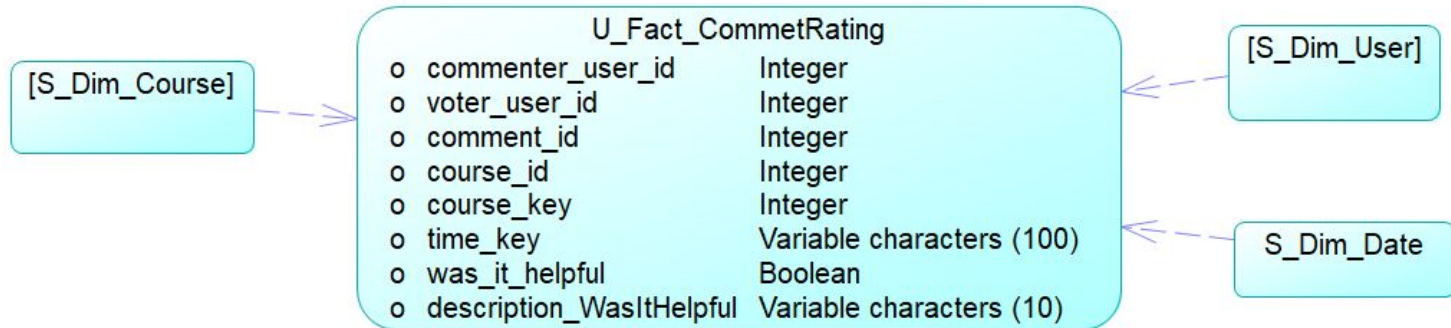 U_Fact_CommetRating
o commenter_user_id Integer
o voter_user_id Integer
o comment_id Integer
o course_id Integer
o course_key Integer
o time_key Variable characters (100)
o was_it_helpful Boolean
o description_WasItHelpful Variable characters (10)
[S_Dim_Course]
[S_Dim_User]
S_Dim_Date